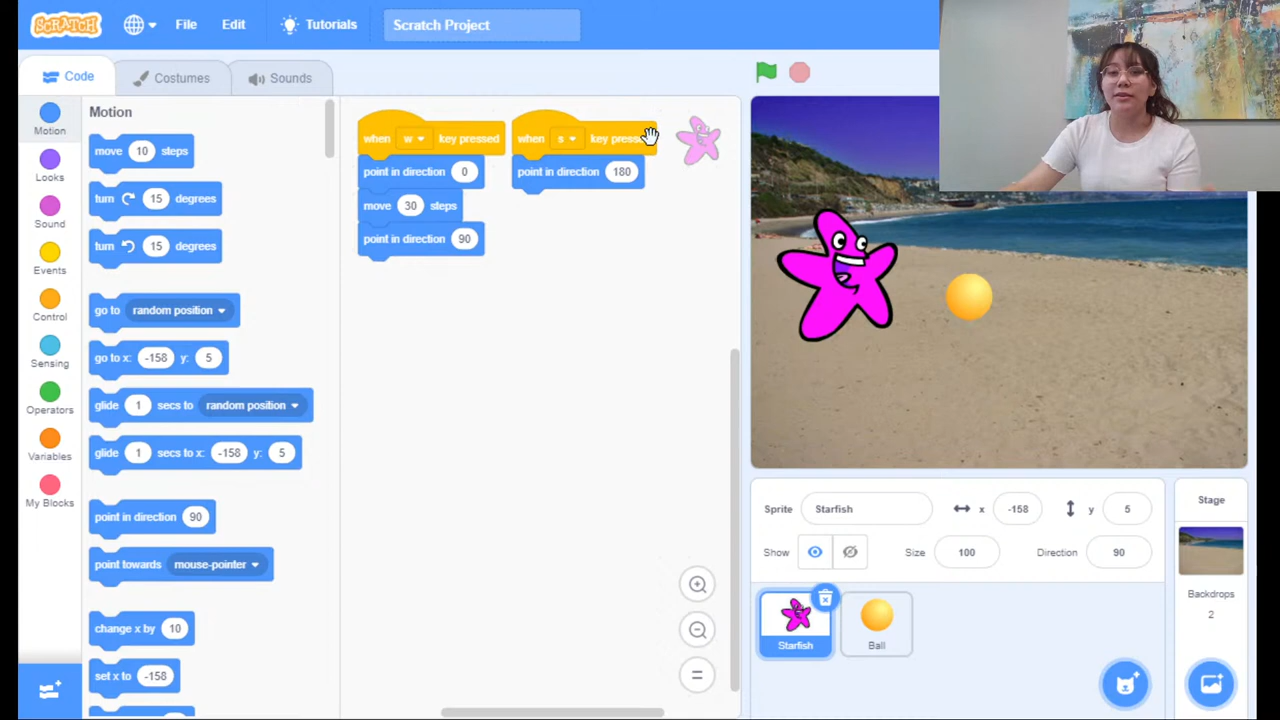 SCRATCH File Edit Tutorials Scratch Project
Code Costumes Sounds
Motion
Looks
Sound
Events
Control
Sensing
Operators
Variables
My Blocks
Motion
move 10 steps
turn 15 degrees
turn 15 degrees
go to random position
go to x: -158 y: 5
glide 1 secs to random position
glide 1 secs to x: -158 y: 5
point in direction 90
point towards mouse-pointer
change x by 10
set x to -158
when w key pressed
point in direction 0
move 30 steps
point in direction 90
when s key pressed
point in direction 180
Sprite Starfish x -158 y 5
Show Size 100 Direction 90
Starfish
Ball
Stage
Backdrops
2